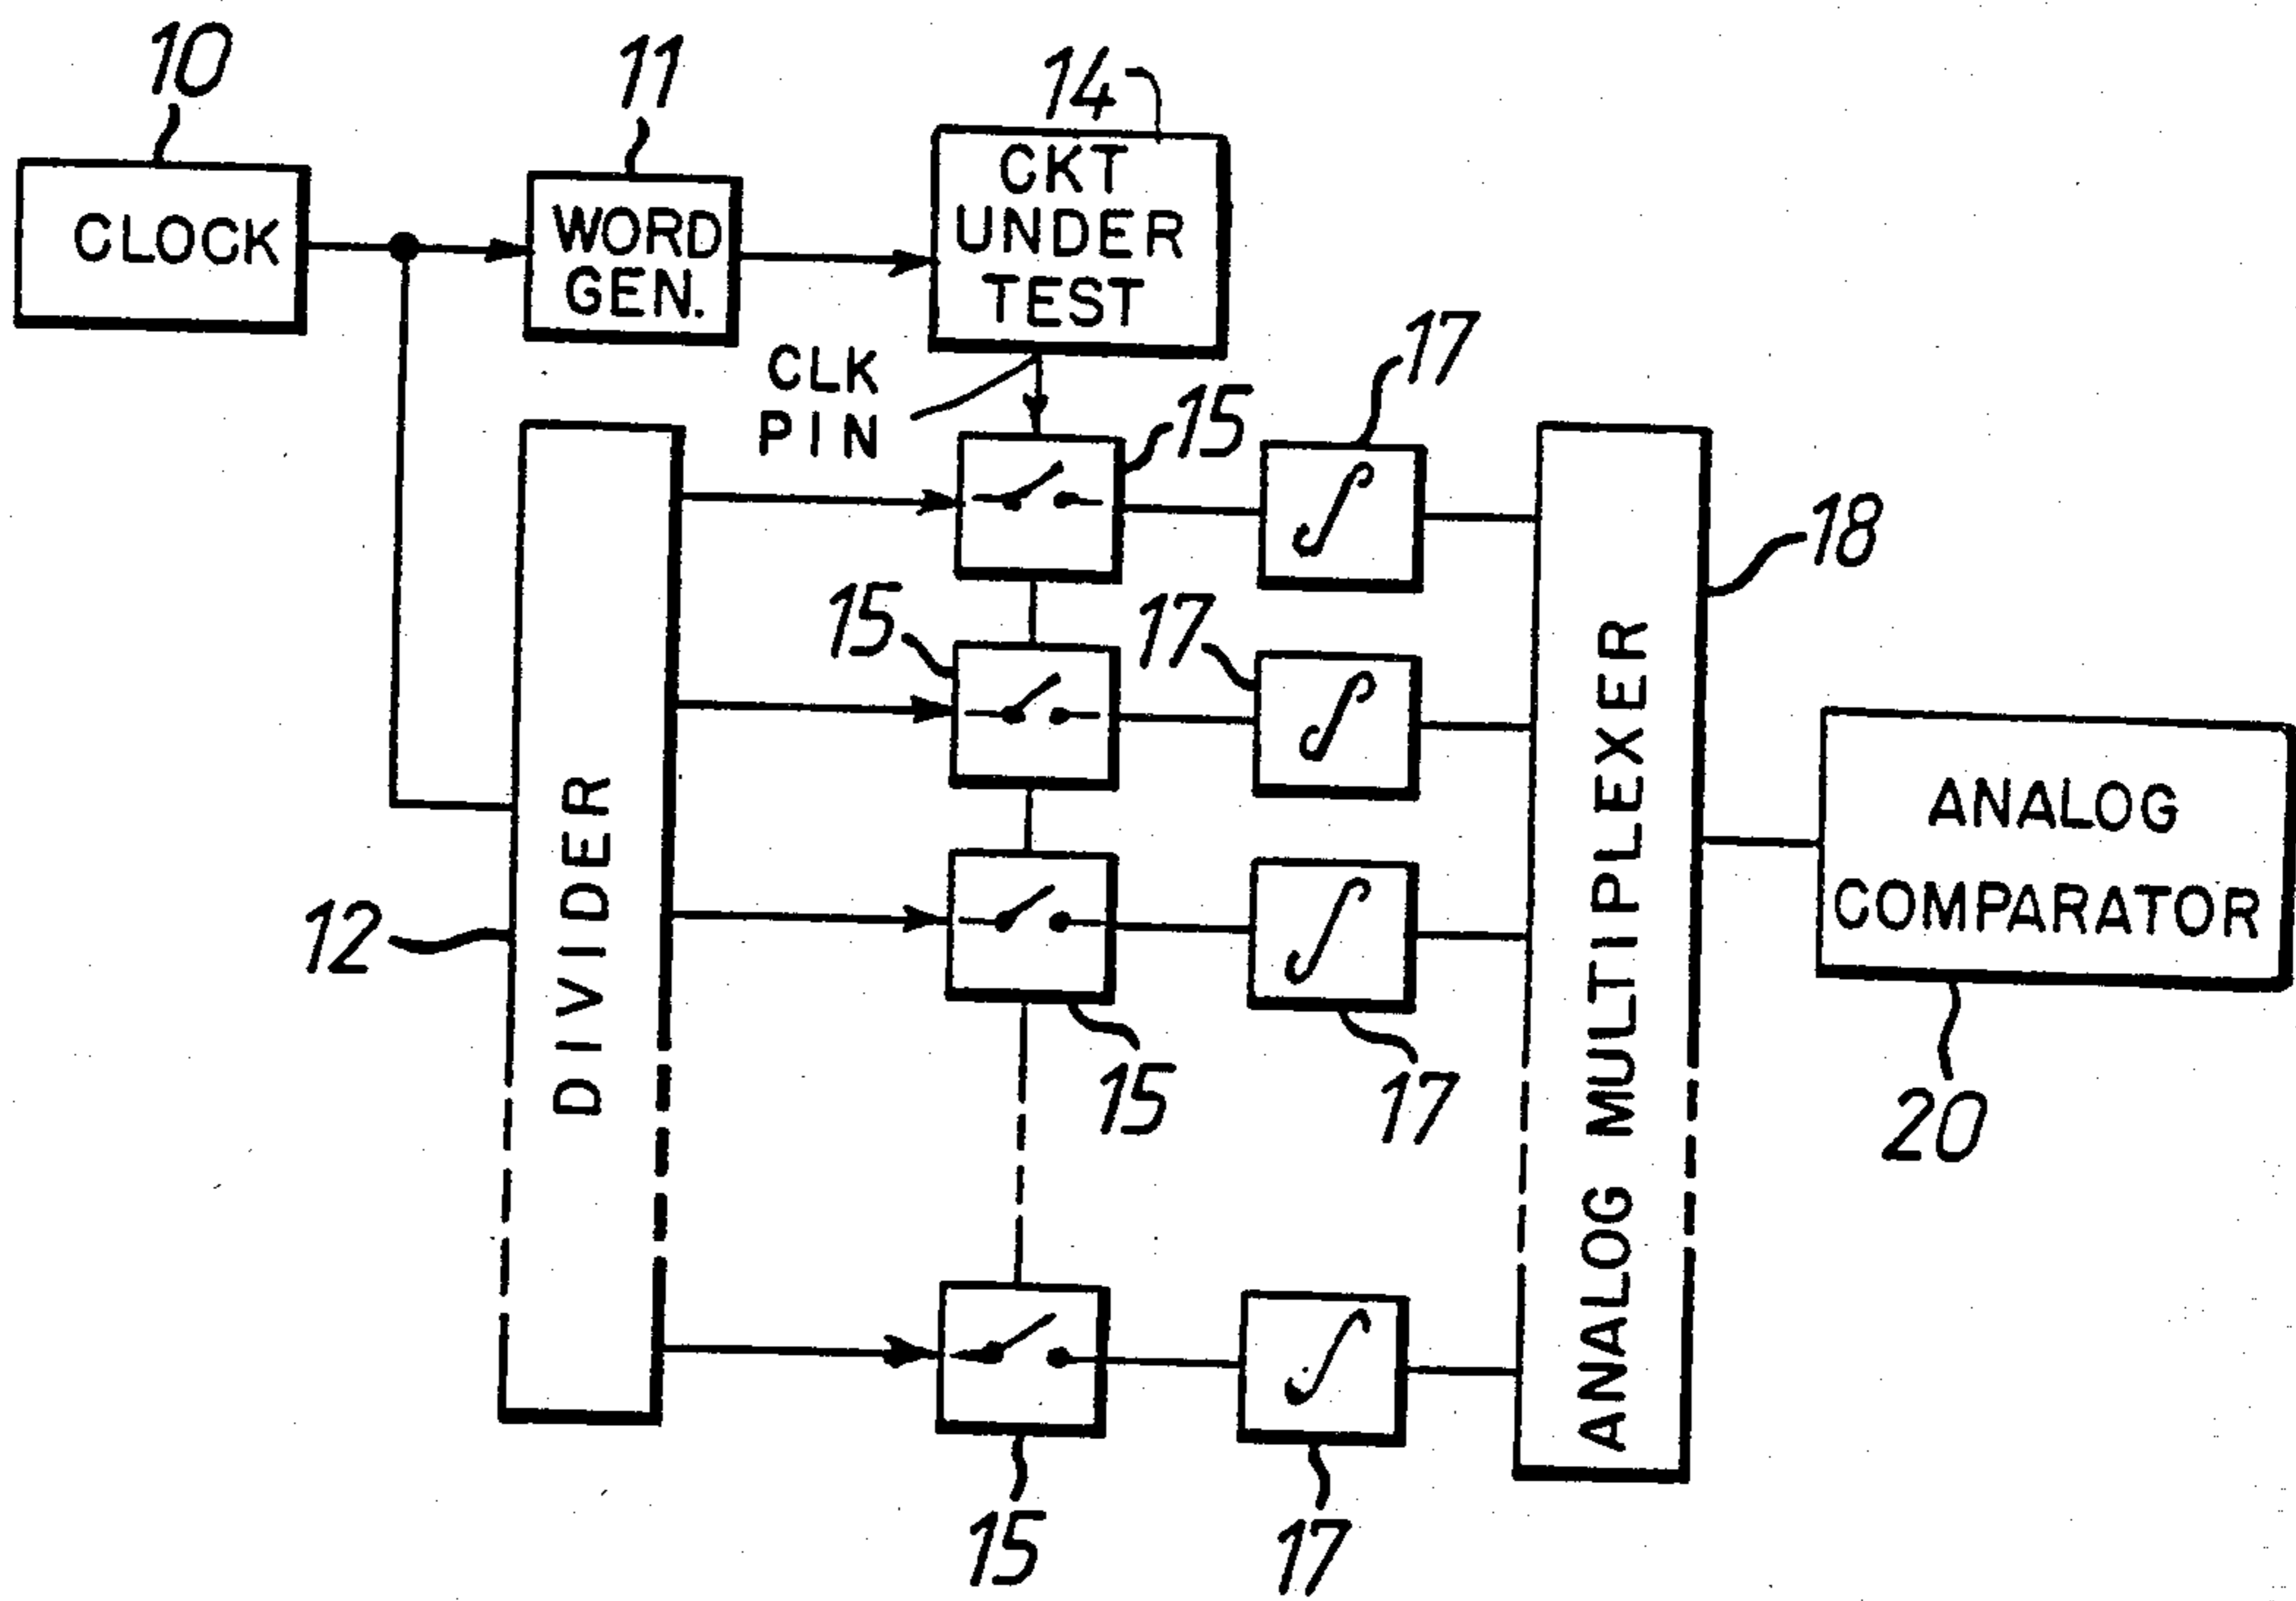 10
11
14
CLOCK
WORD
GEN.
CKT
UNDER
TEST
CLK
PIN
17
15
18
15
17
DIVIDER
ANALOG MULTIPLEXER
ANALOG
COMPARATOR
12
15
17
20
15
17